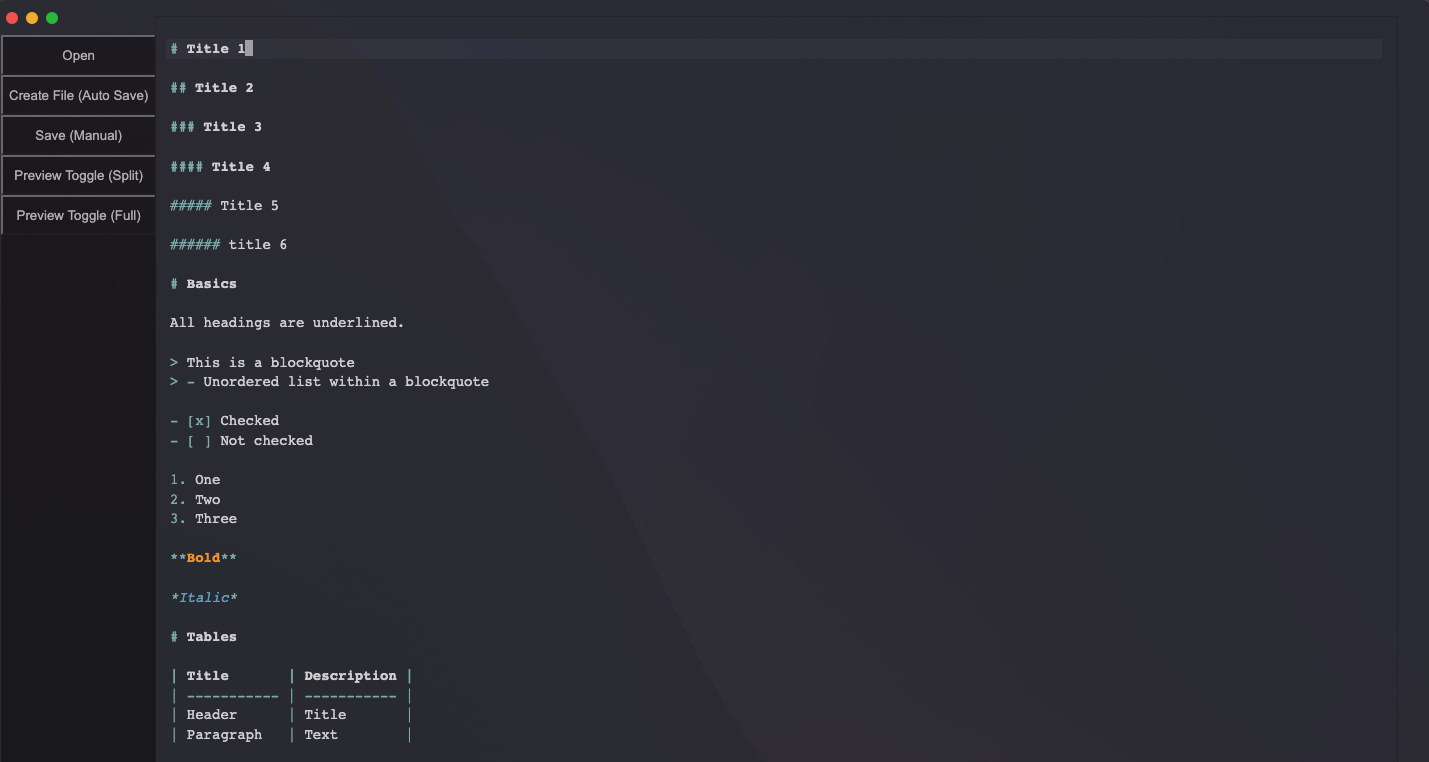 Open
Create File (Auto Save)
Save (Manual)
Preview Toggle (Split)
Preview Toggle (Full)
# Title 1
## Title 2
### Title 3
#### Title 4
##### Title 5
###### title 6
# Basics
All headings are underlined.
> This is a blockquote
> - Unordered list within a blockquote
- [x] Checked
- [ ] Not checked
1. One
2. Two
3. Three
**Bold**
*Italic*
# Tables
| Title       | Description |
| ----------- | ----------- |
| Header      | Title       |
| Paragraph   | Text        |